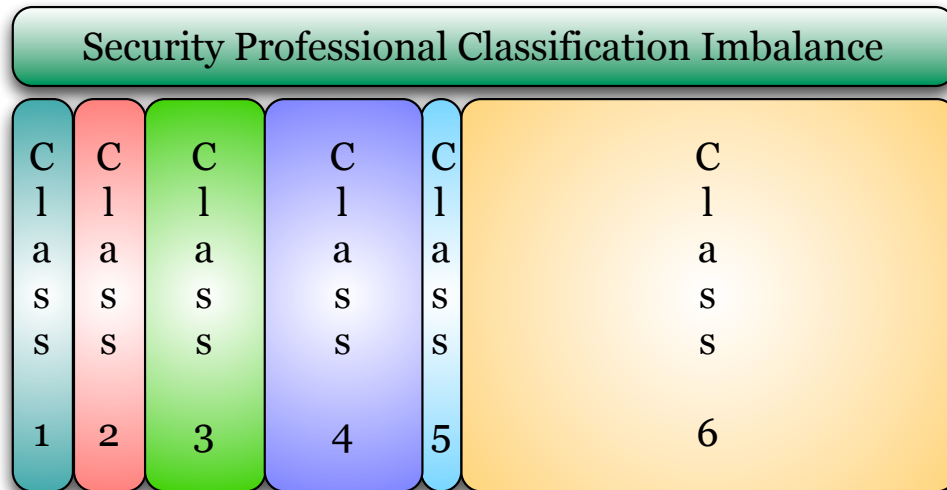 Security Professional Classification Imbalance
Class 1
Class 2
Class 3
Class 4
Class 5
Class 6